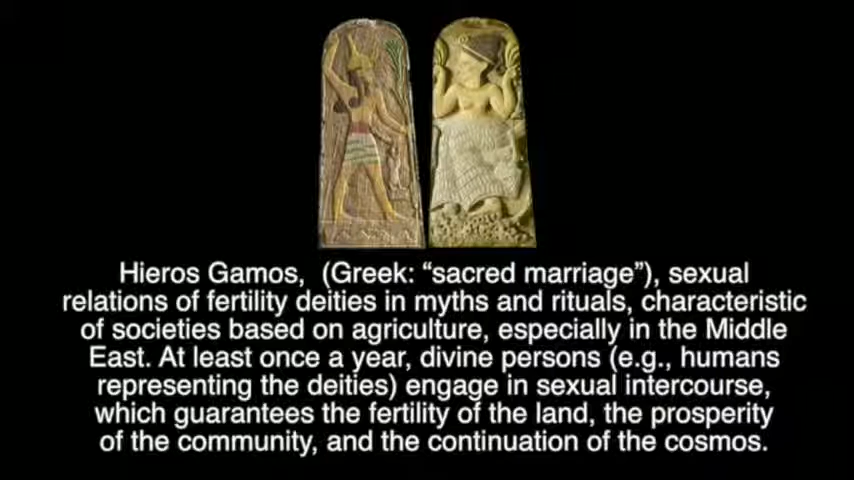 Hieros Gamos, (Greek: “sacred marriage”), sexual
relations of fertility deities in myths and rituals, characteristic
of societies based on agriculture, especially in the Middle
East. At least once a year, divine persons (e.g., humans
representing the deities) engage in sexual intercourse,
which guarantees the fertility of the land, the prosperity
of the community, and the continuation of the cosmos.